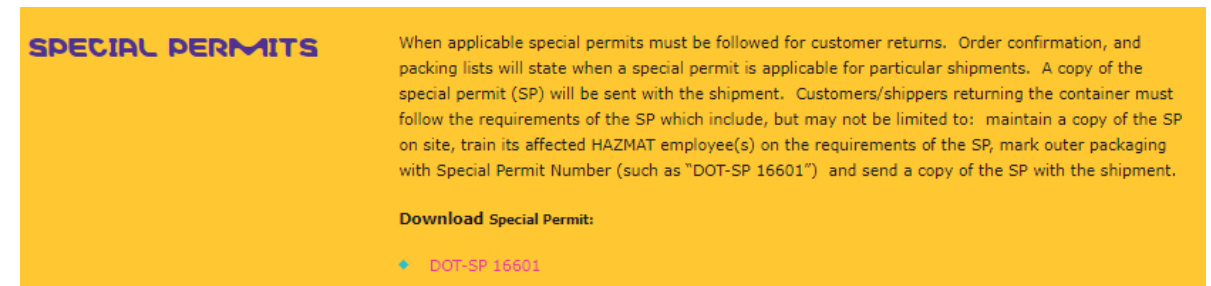 SPECIAL PERMITS
When applicable special permits must be followed for customer returns.  Order confirmation, and
packing lists will state when a special permit is applicable for particular shipments.  A copy of the
special permit (SP) will be sent with the shipment.  Customers/shippers returning the container must
follow the requirements of the SP which include, but may not be limited to:  maintain a copy of the SP
on site, train its affected HAZMAT employee(s) on the requirements of the SP, mark outer packaging
with Special Permit Number (such as "DOT-SP 16601")  and send a copy of the SP with the shipment.
Download Special Permit:
DOT-SP 16601